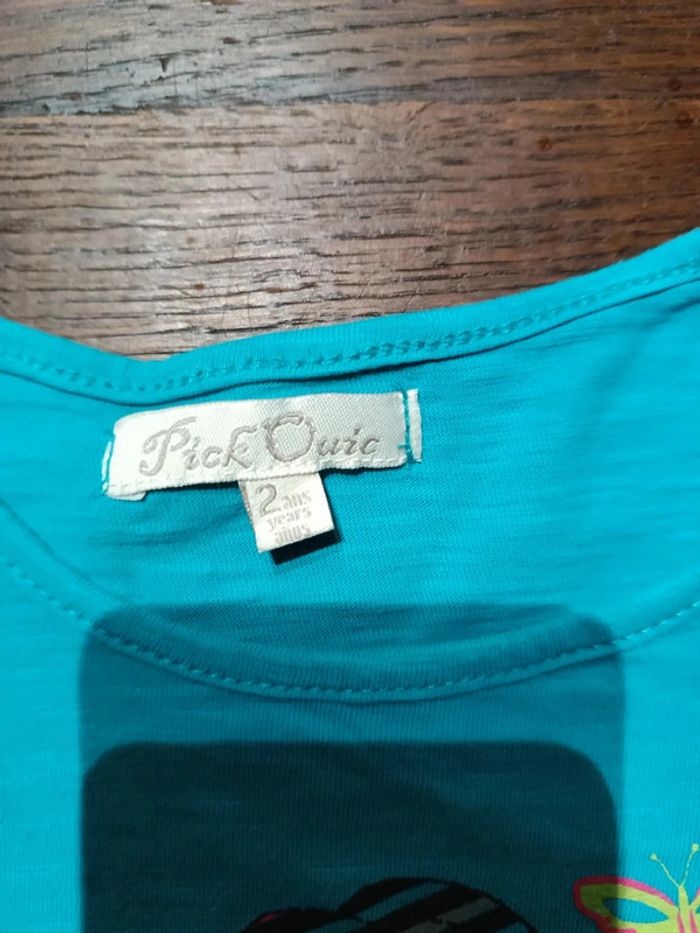 Pick Ouic
2 ans
years
años